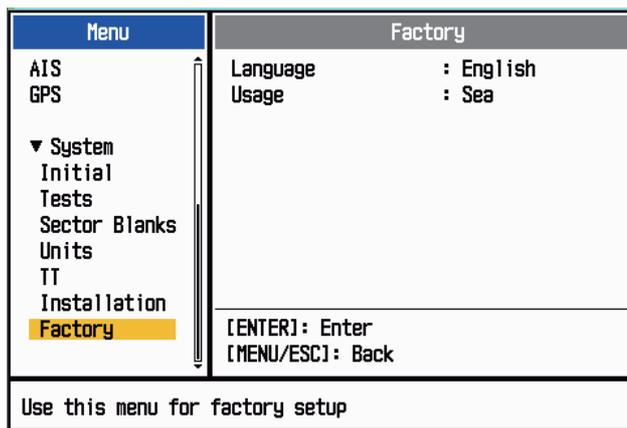 Menu
AIS
GPS
▼ System
Initial
Tests
Sector Blanks
Units
TT
Installation
Factory
Factory
Language : English
Usage : Sea
[ENTER]: Enter
[MENU/ESC]: Back
Use this menu for factory setup